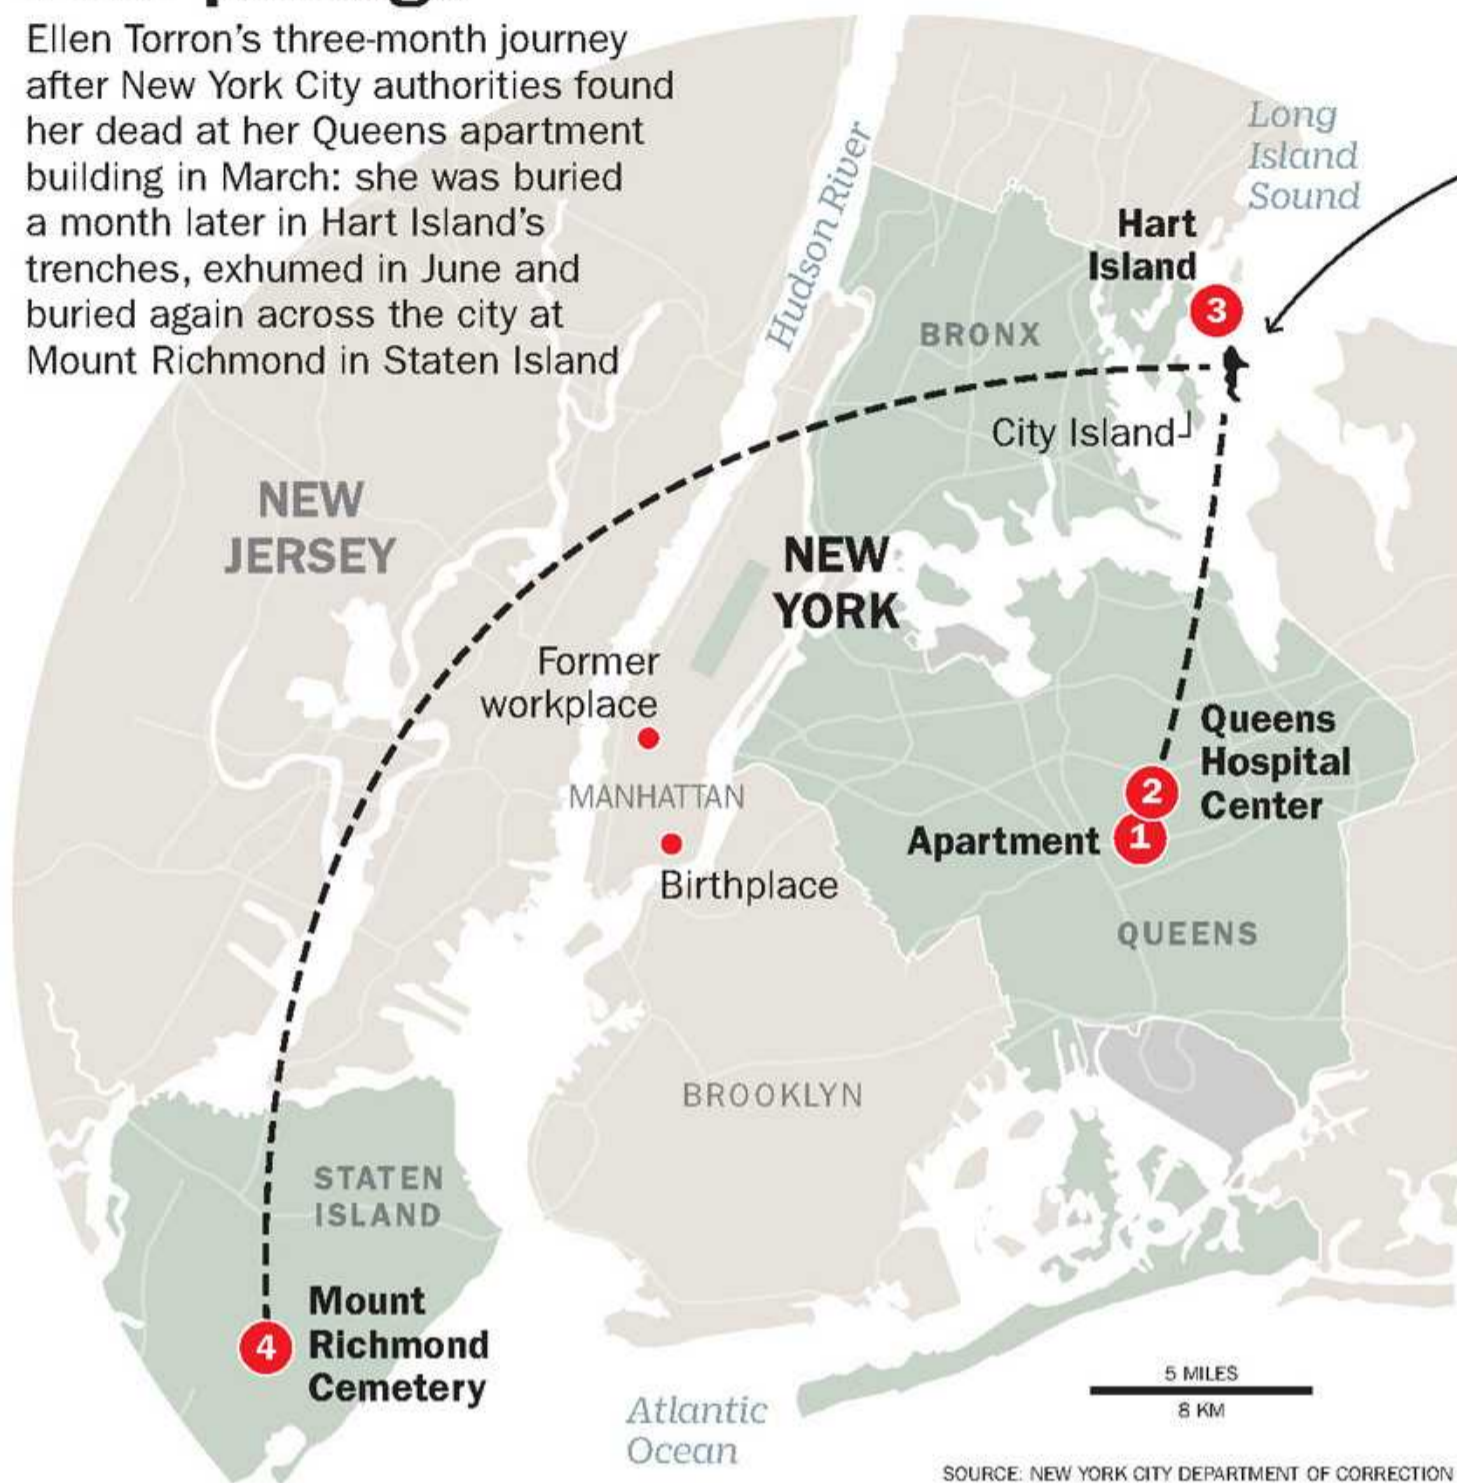 Ellen Torron's three-month journey
after New York City authorities found
her dead at her Queens apartment
building in March: she was buried
a month later in Hart Island's
trenches, exhumed in June and
buried again across the city at
Mount Richmond in Staten Island
Hudson River
Long
Island
Sound
Hart
Island
3
BRONX
City Island
NEW
JERSEY
NEW
YORK
Former
workplace
MANHATTAN
Birthplace
Queens
Hospital
Center
2
Apartment
1
QUEENS
BROOKLYN
STATEN
ISLAND
Mount
Richmond
Cemetery
4
Atlantic
Ocean
5 MILES
8 KM
SOURCE: NEW YORK CITY DEPARTMENT OF CORRECTION